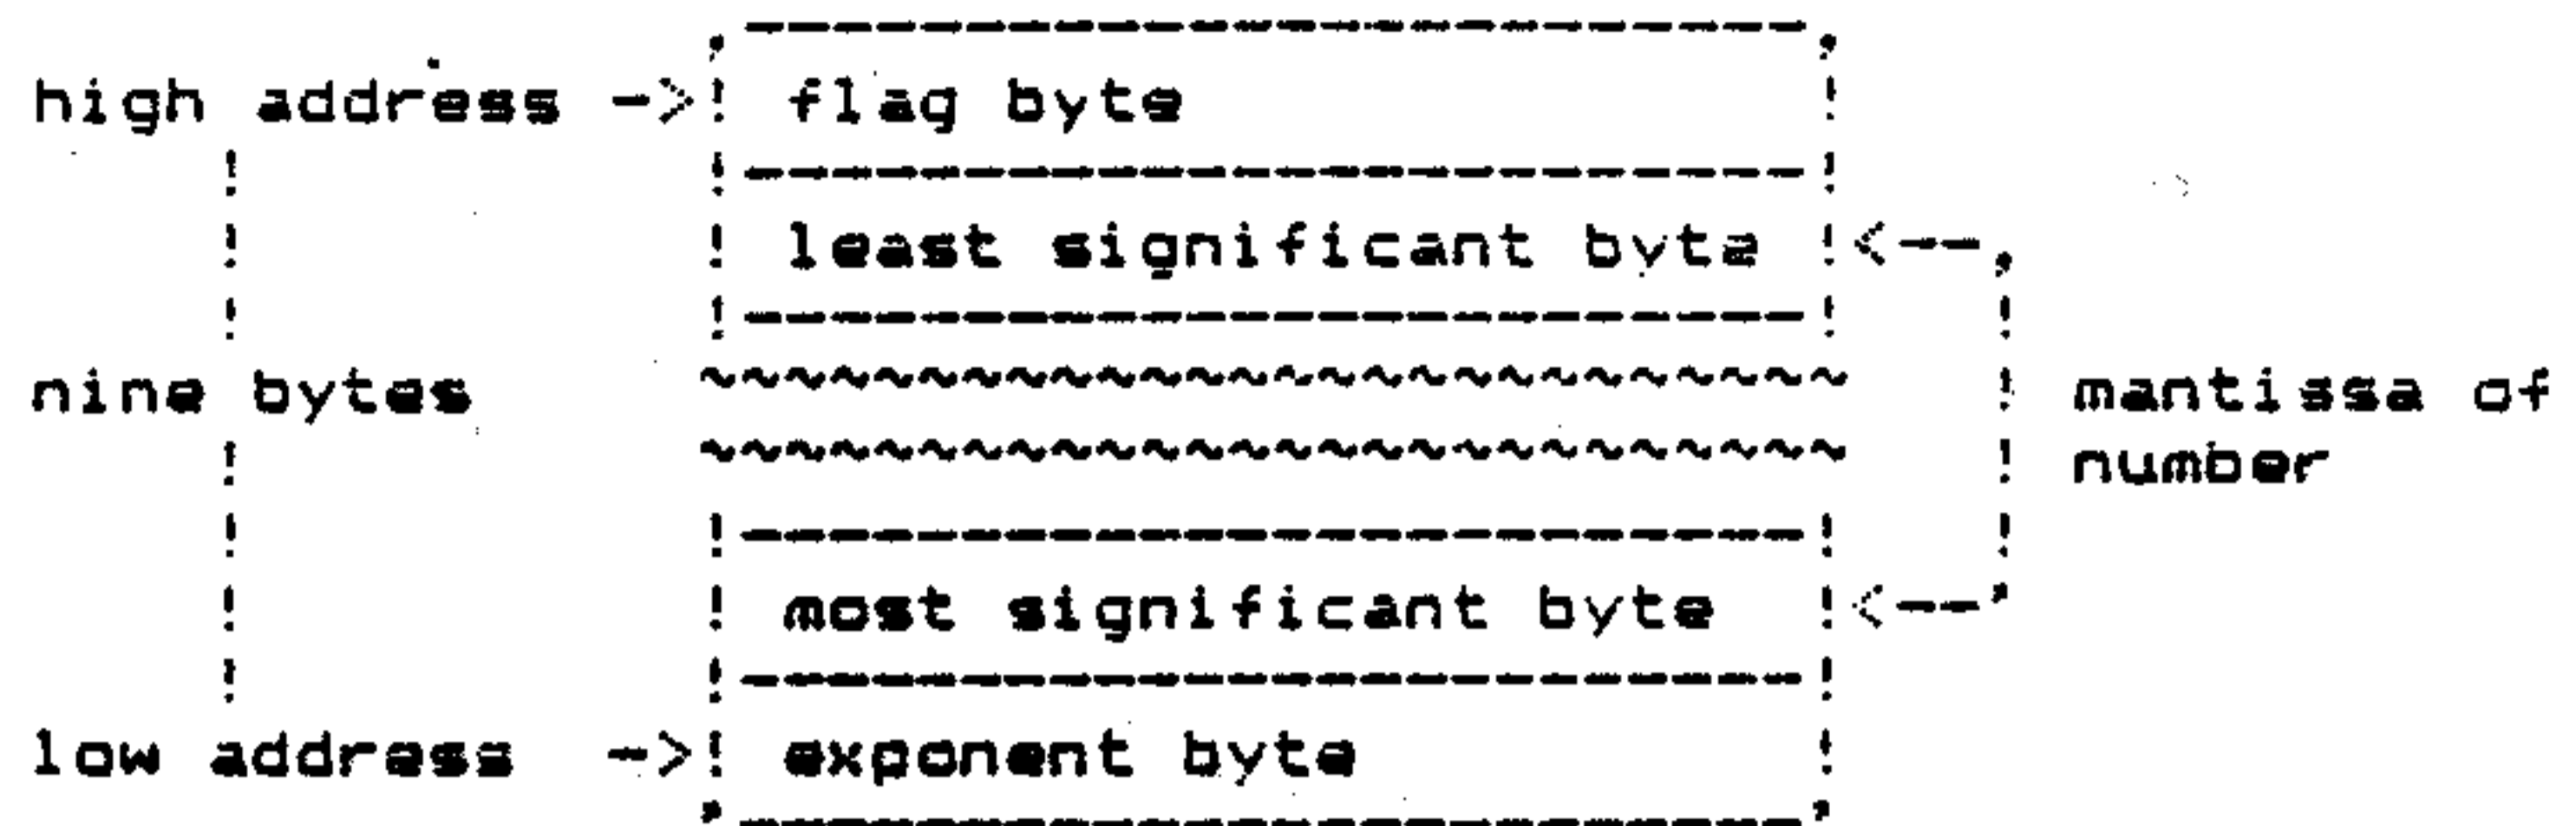 high address ->! flag byte
least significant byte !<--,
nine bytes ! mantissa of
! number
most significant byte !<--'
low address ->! exponent byte